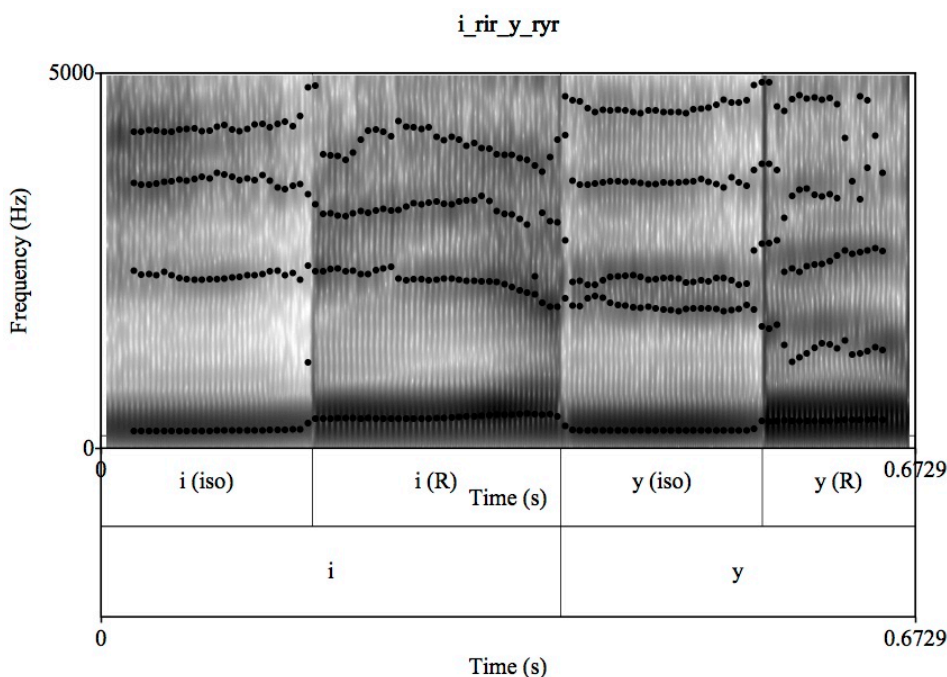 i_rir_y_ryr
5000
Frequency (Hz)
0
0 0.6729
i (iso) i (R) y (iso) y (R)
Time (s)
i y
0 0.6729
Time (s)